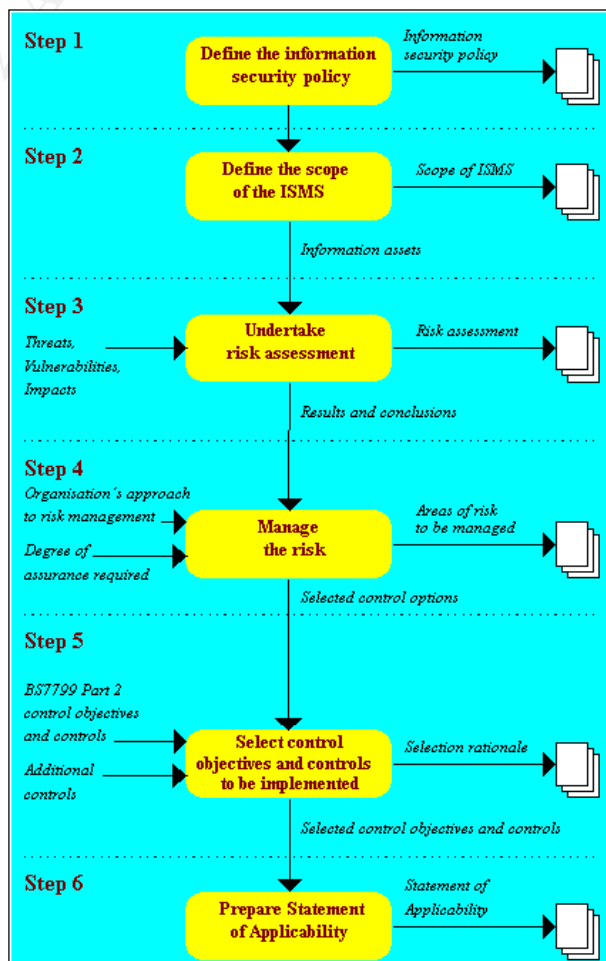 Step 1
Define the information
security policy
Information
security policy
Step 2
Define the scope
of the ISMS
Scope of ISMS
Information assets
Step 3
Threats,
Vulnerabilities,
Impacts
Undertake
risk assessment
Risk assessment
Results and conclusions
Step 4
Organisation´s approach
to risk management
Degree of
assurance required
Manage
the risk
Areas of risk
to be managed
Selected control options
Step 5
BS7799 Part 2
control objectives
and controls
Additional
controls
Select control
objectives and controls
to be implemented
Selection rationale
Selected control objectives and controls
Step 6
Prepare Statement
of Applicability
Statement of
Applicability